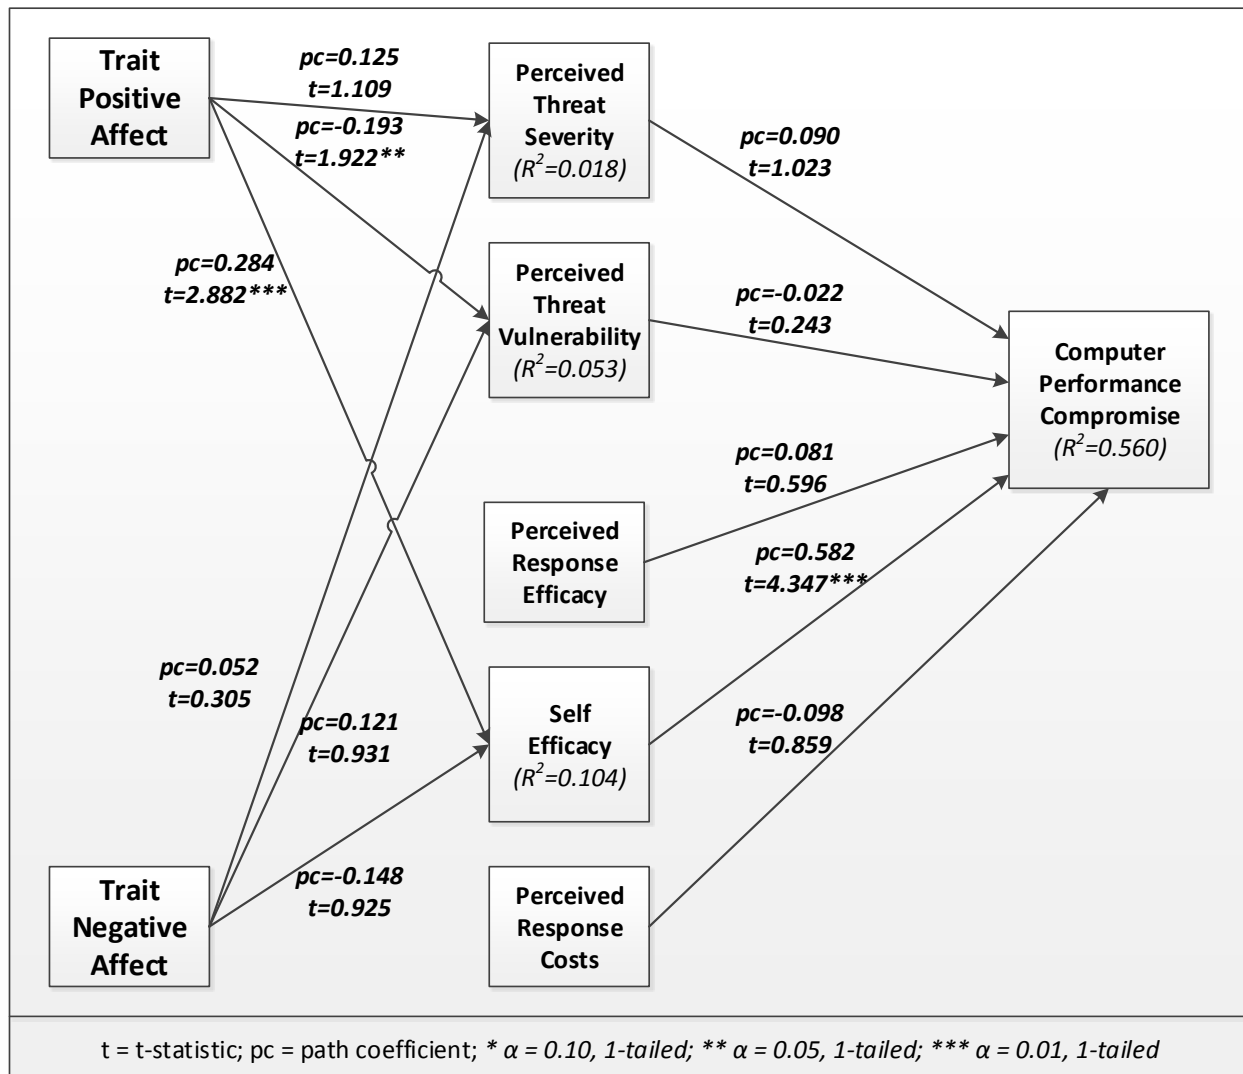 Trait
Positive
Affect
pc=0.125
t=1.109
pc=-0.193
t=1.922**
pc=0.284
t=2.882***
Perceived
Threat
Severity
(R²=0.018)
pc=0.090
t=1.023
Perceived
Threat
Vulnerability
(R²=0.053)
pc=-0.022
t=0.243
Computer
Performance
Compromise
(R²=0.560)
Perceived
Response
Efficacy
pc=0.081
t=0.596
pc=0.582
t=4.347***
pc=0.052
t=0.305
pc=0.121
t=0.931
Self
Efficacy
(R²=0.104)
pc=-0.098
t=0.859
Trait
Negative
Affect
pc=-0.148
t=0.925
Perceived
Response
Costs
t = t-statistic; pc = path coefficient; * α = 0.10, 1-tailed; ** α = 0.05, 1-tailed; *** α = 0.01, 1-tailed